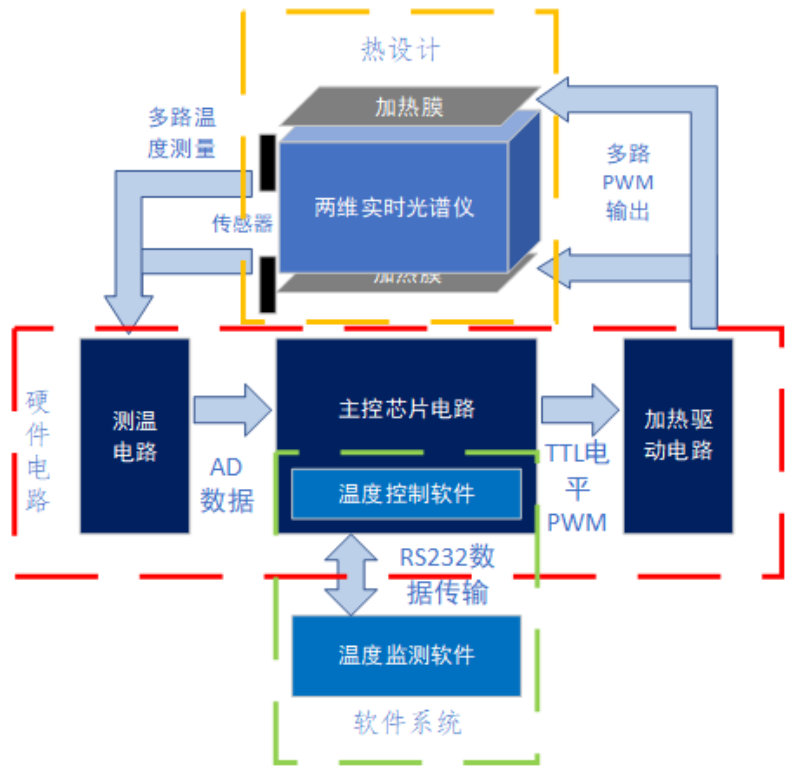 热设计
加热膜
多路温
度测量
多路
PWM
输出
两维实时光谱仪
传感器
加热膜
硬
件
电
路
测温
电路
主控芯片电路
加热驱
动电路
AD
数据
TTL电
平
PWM
温度控制软件
RS232数
据传输
温度监测软件
软件系统